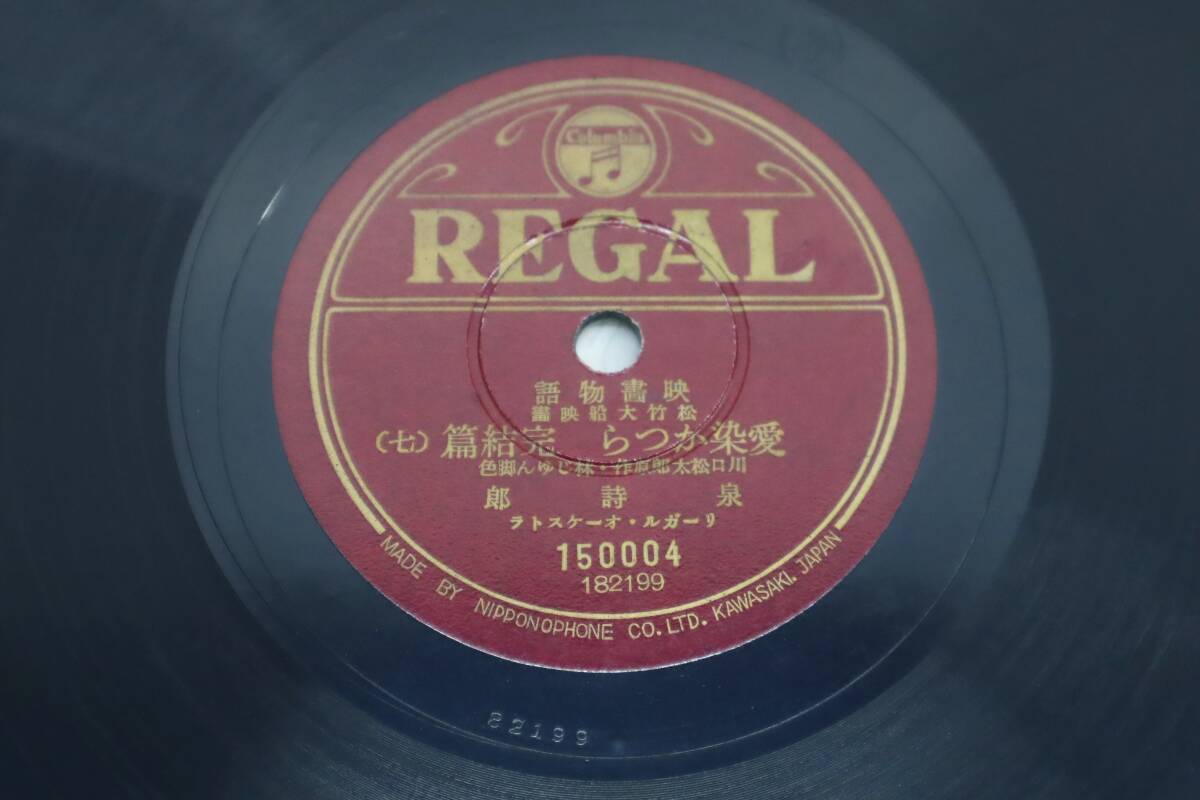 Columbia
REGAL
映畫物語
松竹大船映畫
愛染かつら 完結篇 (七)
川口松太郎原作・林じゆん脚色
泉詩郎
リーガル・オーケストラ
150004
182199
MADE BY NIPPONOPHONE CO. LTD. KAWASAKI. JAPAN
82199